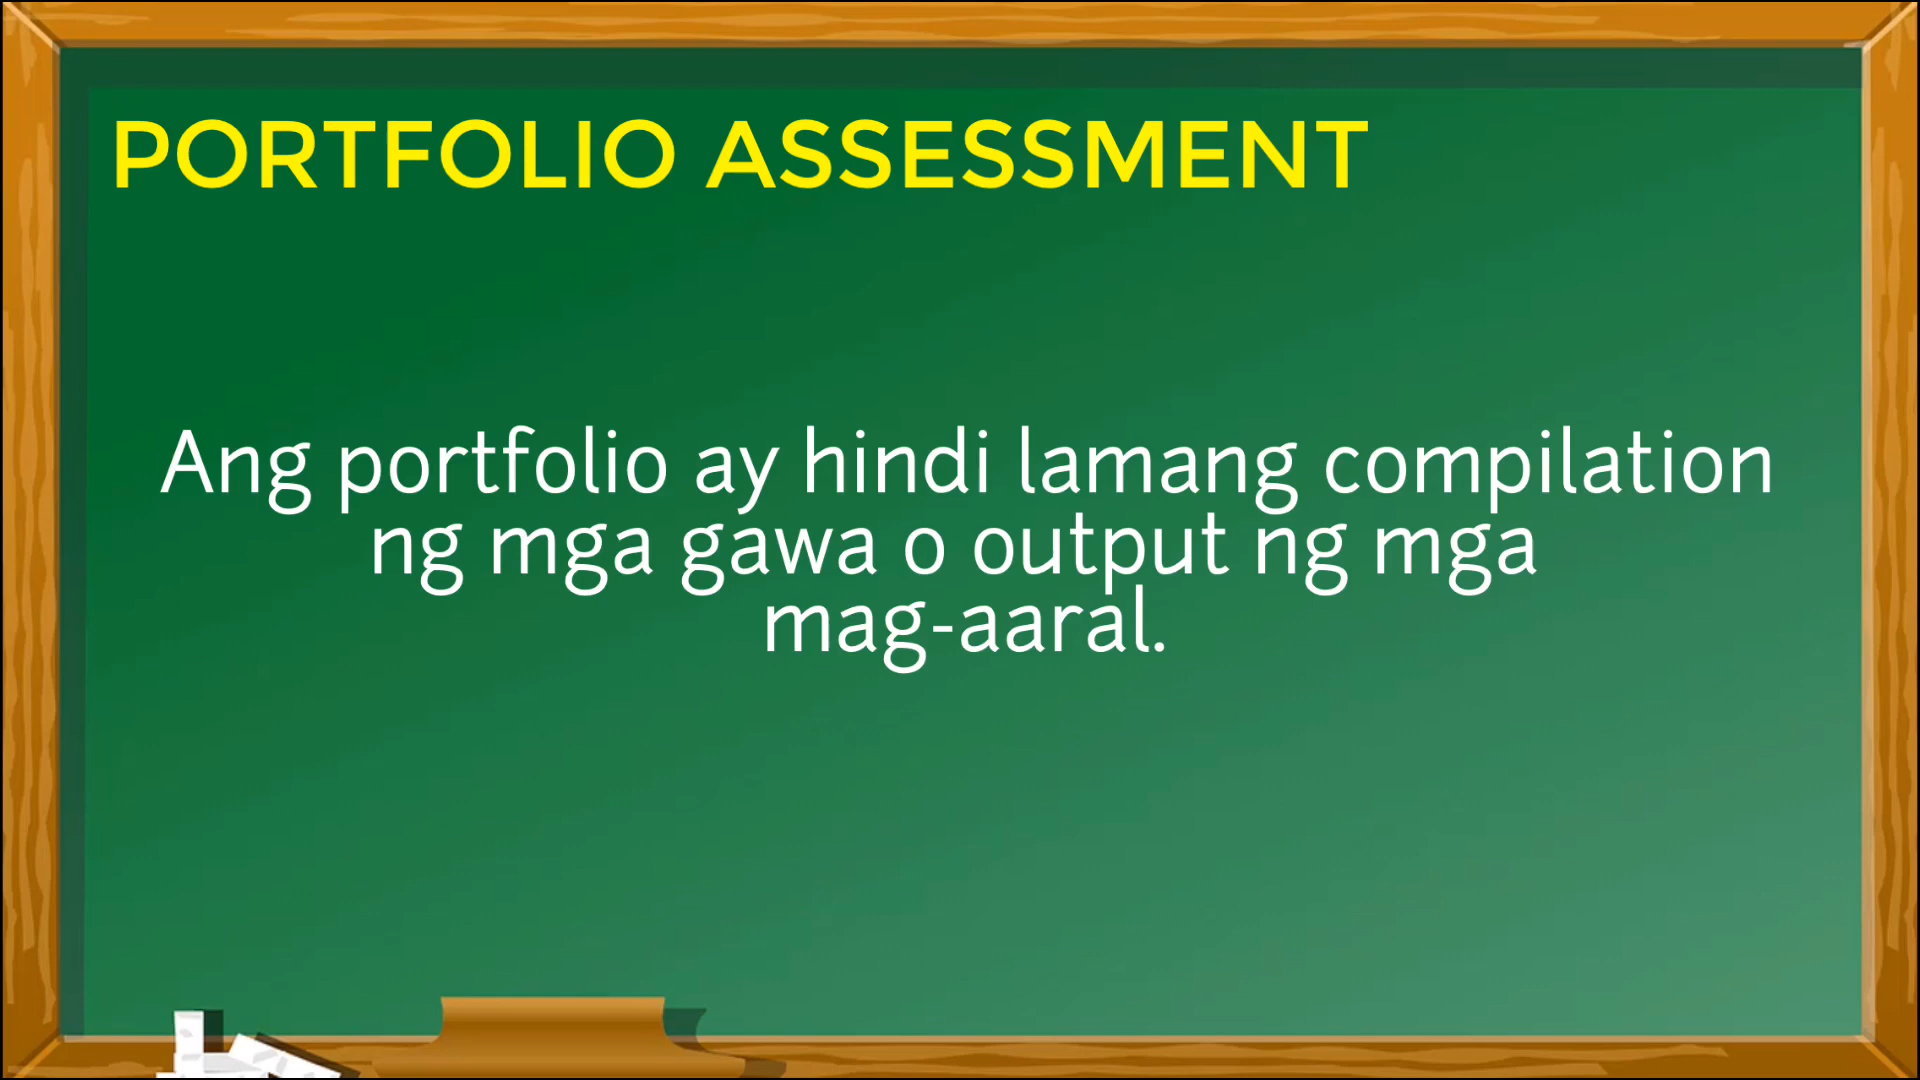 PORTFOLIO ASSESSMENT
Ang portfolio ay hindi lamang compilation
ng mga gawa o output ng mga
mag-aaral.